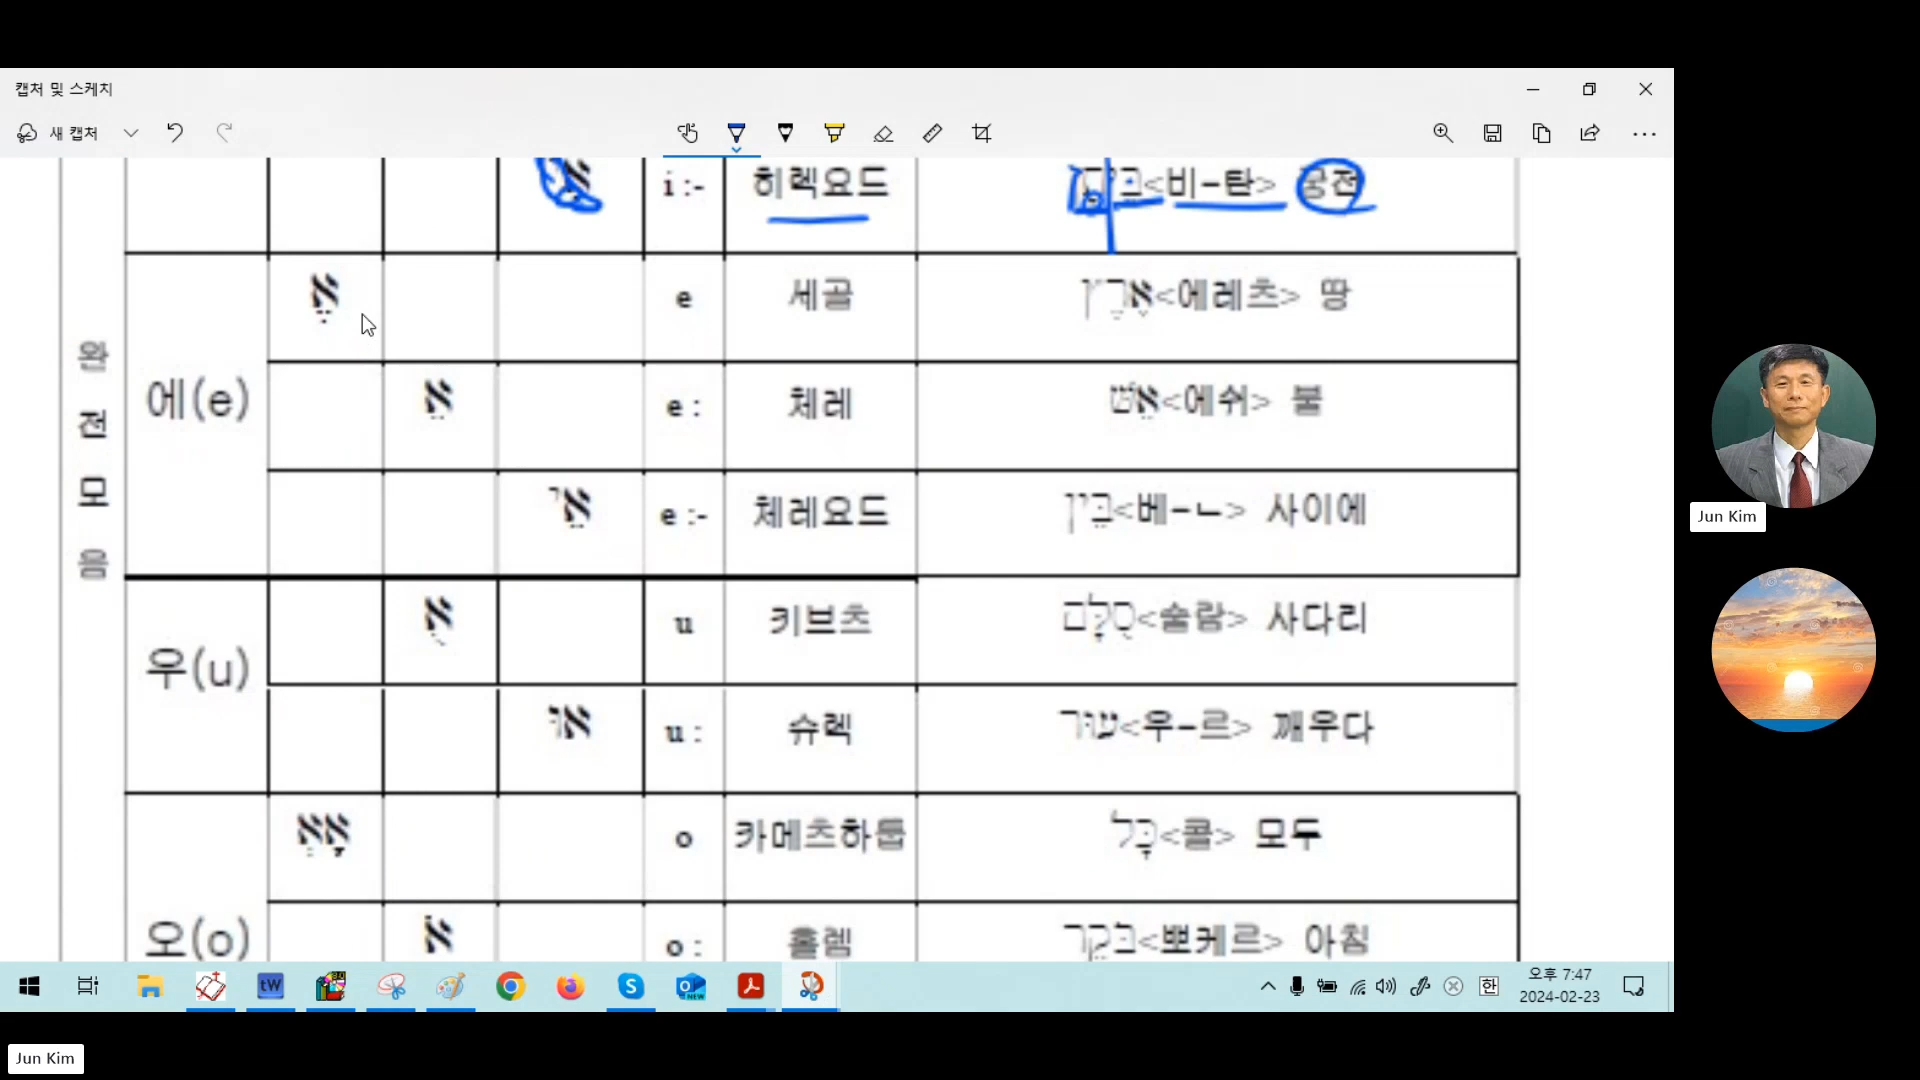 캡처 및 스케치
새 캡처
i :- 히렉요드 בִּיתָן<비-탄> 궁전
완전모음
에(e)
אֶ e 세골 אֶרֶץ<에레츠> 땅
אֵ e : 체레 אֵשׁ<에쉬> 불
אֵי e :- 체레요드 בֵּין<베-ㄴ> 사이에
우(u)
אֻ u 키브츠 סֻלָּם<술람> 사다리
אוּ u : 슈렉 עוּר<우-르> 깨우다
오(o)
אָאְ o 카메츠하툽 כָּל<콜> 모두
אֹ o : 홀렘 בֹּקֶר<뽀케르> 아침
Jun Kim
오후 7:47
2024-02-23
한
Jun Kim